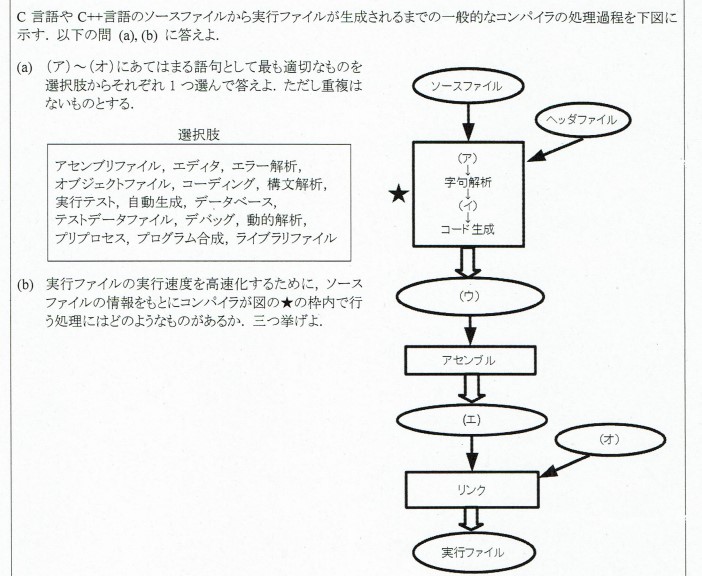 C 言語や C++言語のソースファイルから実行ファイルが生成されるまでの一般的なコンパイラの処理過程を下図に
示す. 以下の問 (a), (b) に答えよ.
(a) (ア)～(オ)にあてはまる語句として最も適切なものを
選択肢からそれぞれ 1 つ選んで答えよ. ただし重複は
ないものとする.
選択肢
アセンブリファイル, エディタ, エラー解析,
オブジェクトファイル, コーディング, 構文解析,
実行テスト, 自動生成, データベース,
テストデータファイル, デバッグ, 動的解析,
プリプロセス, プログラム合成, ライブラリファイル
(b) 実行ファイルの実行速度を高速化するために, ソース
ファイルの情報をもとにコンパイラが図の★の枠内で行
う処理にはどのようなものがあるか. 三つ挙げよ.
ソースファイル
ヘッダファイル
★
(ア)
↓
字句解析
↓
(イ)
↓
コード生成
(ウ)
アセンブル
(エ)
(オ)
リンク
実行ファイル